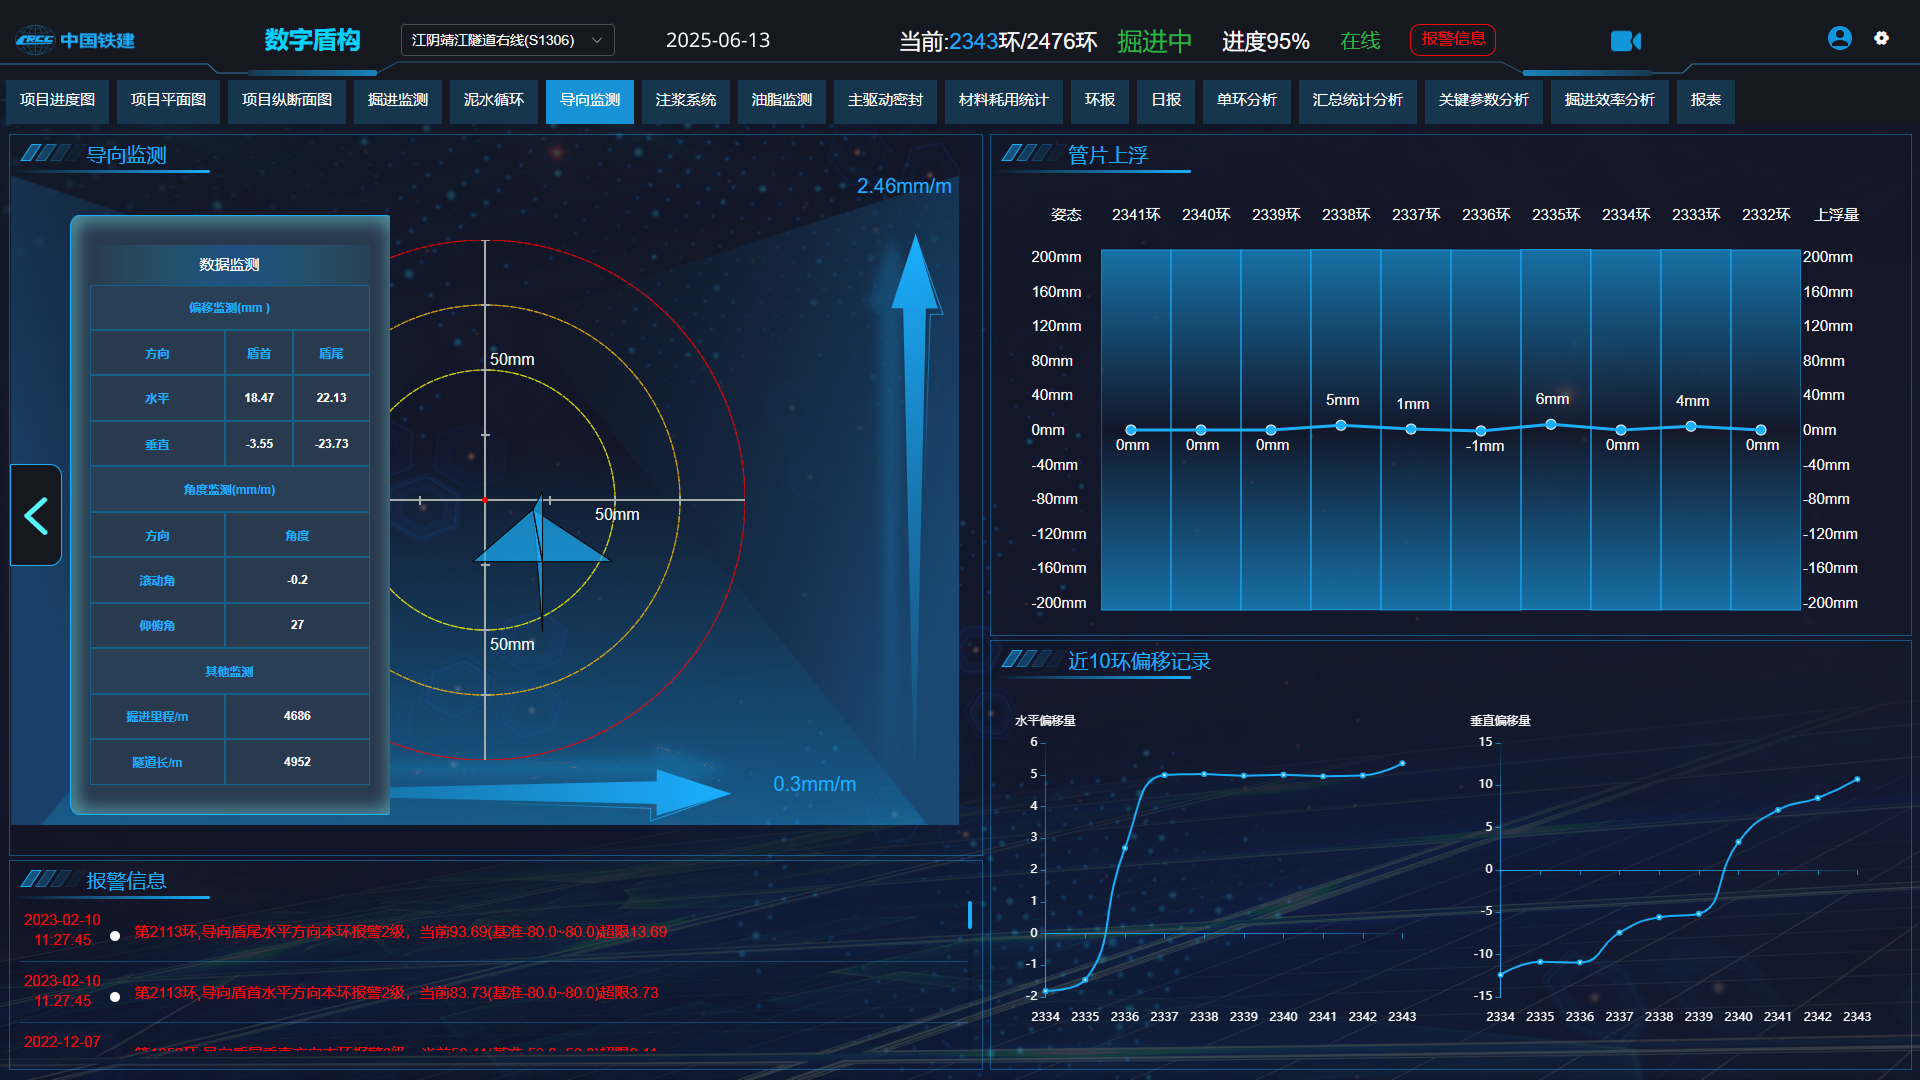 CRCC 中国铁建
数字盾构
江阴靖江隧道右线(S1306)
2025-06-13
当前:2343环/2476环 掘进中 进度95% 在线 报警信息
项目进度图 项目平面图 项目纵断面图 掘进监测 泥水循环 导向监测 注浆系统 油脂监测 主驱动密封 材料耗用统计 环报 日报 单环分析 汇总统计分析 关键参数分析 掘进效率分析 报表
导向监测
2.46mm/m
数据监测
偏移监测(mm )
方向 盾首 盾尾
水平 18.47 22.13
垂直 -3.55 -23.73
角度监测(mm/m)
方向 角度
滚动角 -0.2
仰俯角 27
其他监测
掘进里程/m 4686
隧道长/m 4952
50mm
50mm
50mm
0.3mm/m
管片上浮
姿态 2341环 2340环 2339环 2338环 2337环 2336环 2335环 2334环 2333环 2332环 上浮量
200mm 200mm
160mm 160mm
120mm 120mm
80mm 80mm
40mm 40mm
0mm 0mm
-40mm -40mm
-80mm -80mm
-120mm -120mm
-160mm -160mm
-200mm -200mm
0mm 0mm 0mm 5mm 1mm -1mm 6mm 0mm 4mm 0mm
近10环偏移记录
水平偏移量
6
5
4
3
2
1
0
-1
-2
2334 2335 2336 2337 2338 2339 2340 2341 2342 2343
垂直偏移量
15
10
5
0
-5
-10
-15
2334 2335 2336 2337 2338 2339 2340 2341 2342 2343
报警信息
2023-02-10
11:27:45
第2113环,导向盾尾水平方向本环报警2级，当前93.69(基准-80.0~80.0)超限13.69
2023-02-10
11:27:45
第2113环,导向盾首水平方向本环报警2级，当前83.73(基准-80.0~80.0)超限3.73
2022-12-07